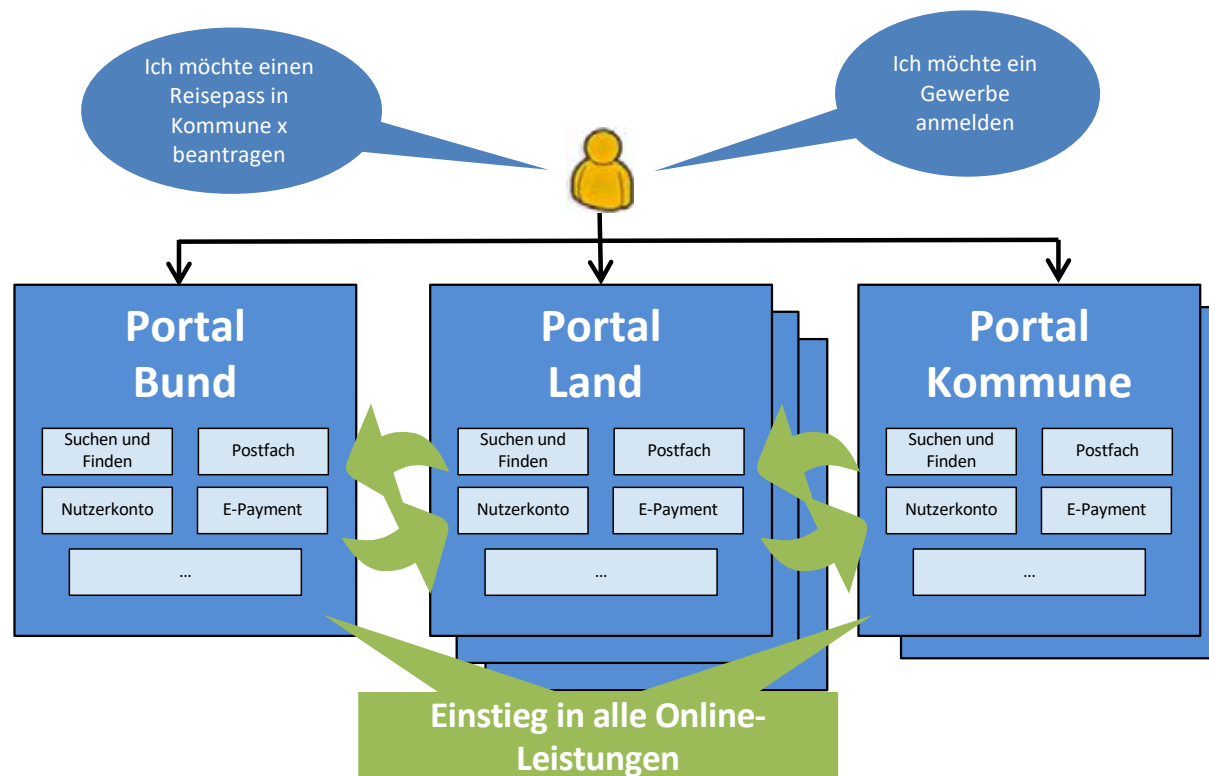 Ich möchte einen
Reisepass in
Kommune x
beantragen
Ich möchte ein
Gewerbe
anmelden
Portal
Bund
Suchen und
Finden
Postfach
Nutzerkonto
E-Payment
...
Portal
Land
Suchen und
Finden
Postfach
Nutzerkonto
E-Payment
...
Portal
Kommune
Suchen und
Finden
Postfach
Nutzerkonto
E-Payment
...
Einstieg in alle Online-
Leistungen